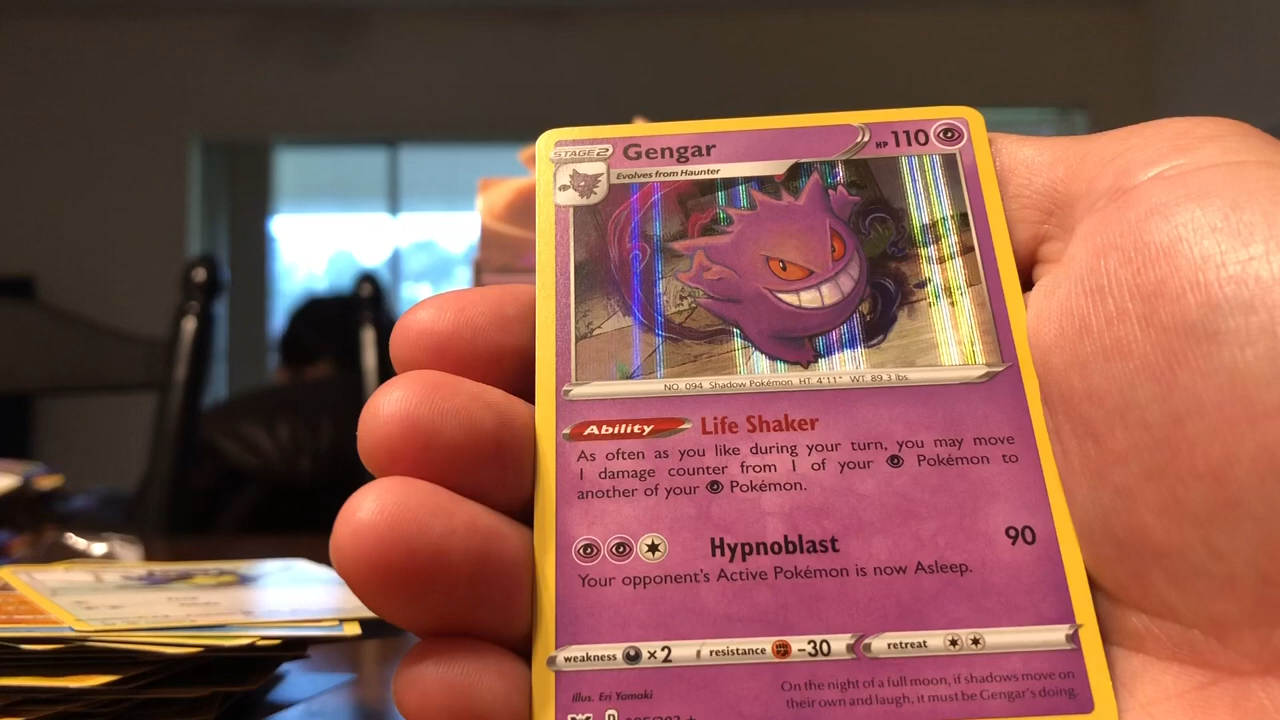 STAGE2 Gengar HP 110
Evolves from Haunter
NO. 094 Shadow Pokémon HT. 4'11" WT. 89.3 lbs.
Ability Life Shaker
As often as you like during your turn, you may move
1 damage counter from 1 of your Pokémon to
another of your Pokémon.
Hypnoblast 90
Your opponent's Active Pokémon is now Asleep.
weakness ×2 resistance -30 retreat
Illus. Eri Yamaki
On the night of a full moon, if shadows move on
their own and laugh, it must be Gengar's doing.